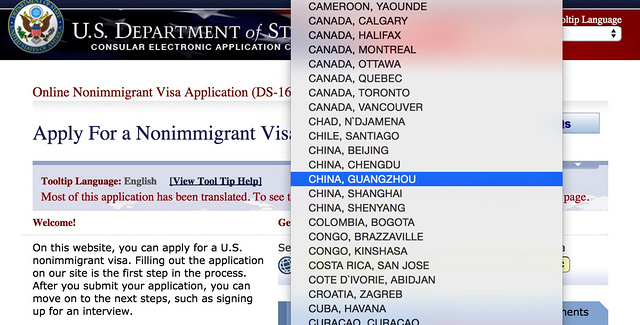 U.S. DEPARTMENT of ST
CONSULAR ELECTRONIC APPLICATION C
oltip Language
Online Nonimmigrant Visa Application (DS-16
Apply For a Nonimmigrant Vis
Tooltip Language: English [View Tool Tip Help]
Most of this application has been translated. To see t
page.
Welcome!
Ge
On this website, you can apply for a U.S.
nonimmigrant visa. Filling out the application
on our site is the first step in the process.
After you submit your application, you can
move on to the next steps, such as signing
up for an interview.
Se
a
ments
CAMEROON, YAOUNDE
CANADA, CALGARY
CANADA, HALIFAX
CANADA, MONTREAL
CANADA, OTTAWA
CANADA, QUEBEC
CANADA, TORONTO
CANADA, VANCOUVER
CHAD, N`DJAMENA
CHILE, SANTIAGO
CHINA, BEIJING
CHINA, CHENGDU
CHINA, GUANGZHOU
CHINA, SHANGHAI
CHINA, SHENYANG
COLOMBIA, BOGOTA
CONGO, BRAZZAVILLE
CONGO, KINSHASA
COSTA RICA, SAN JOSE
COTE D`IVORIE, ABIDJAN
CROATIA, ZAGREB
CUBA, HAVANA
CURACAO, CURACAO